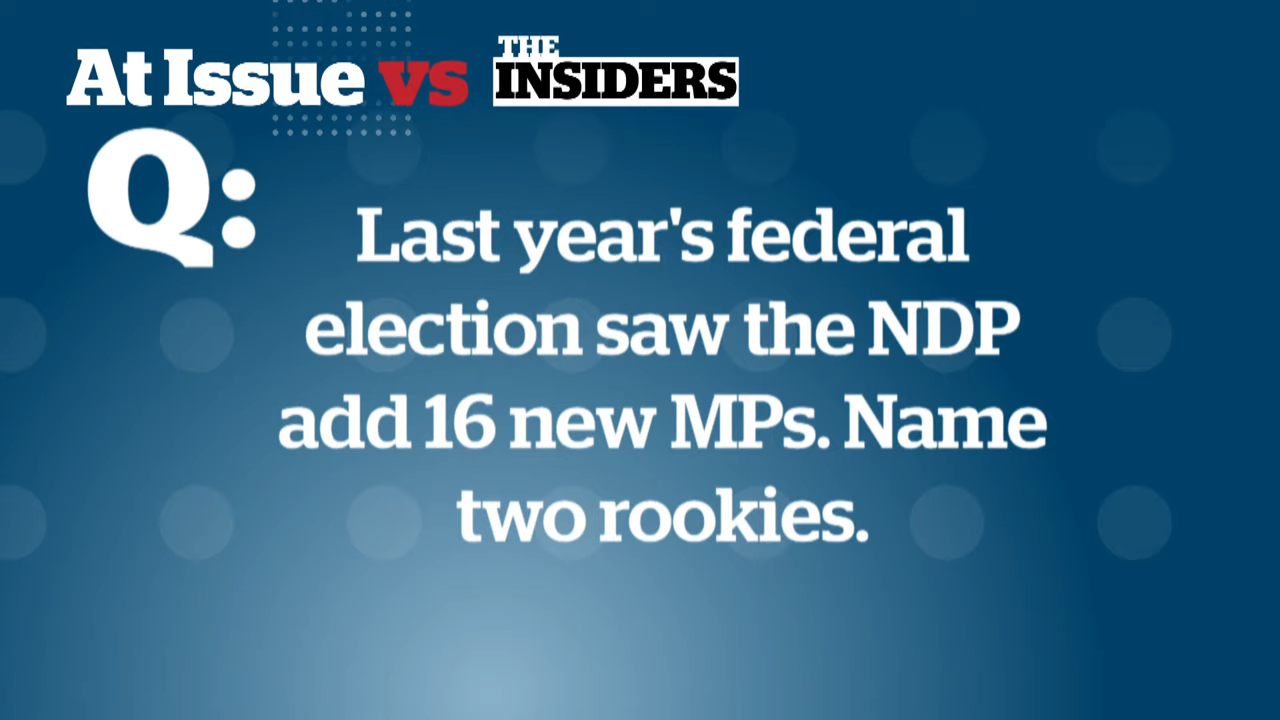 At Issue vs THE INSIDERS
Q:
Last year's federal
election saw the NDP
add 16 new MPs. Name
two rookies.